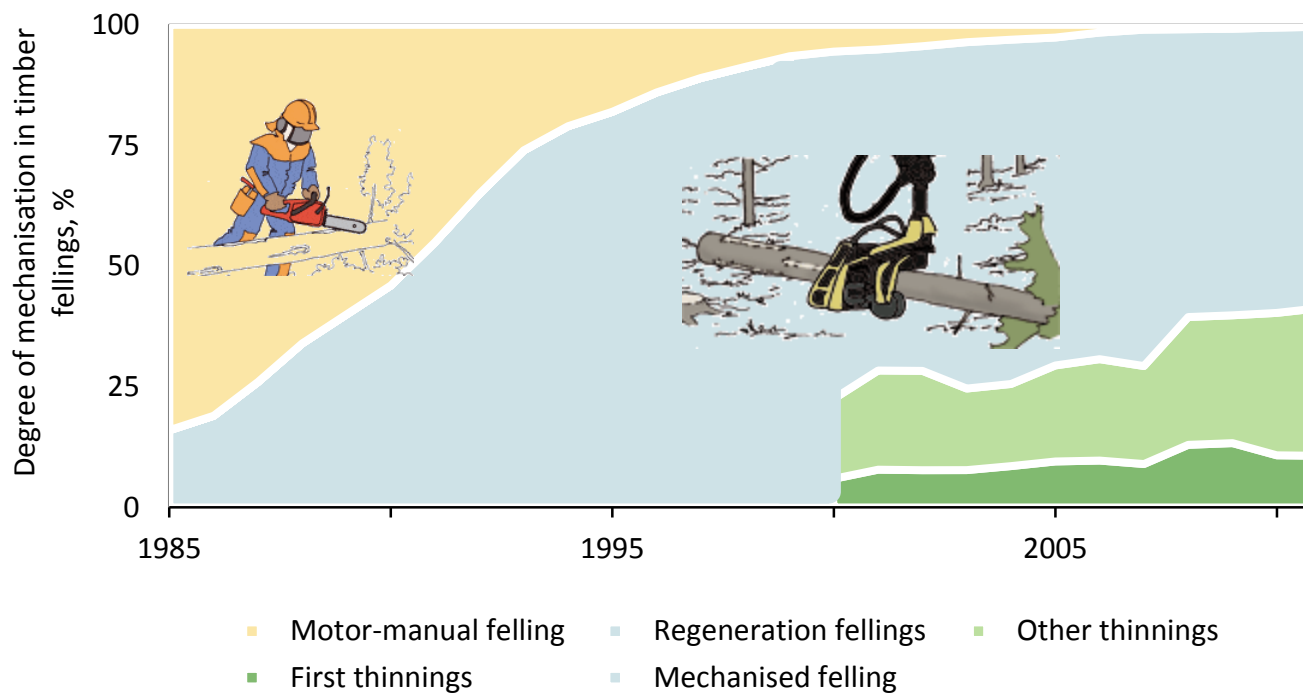 Degree of mechanisation in timber
fellings, %
100
75
50
25
0
1985
1995
2005
Motor-manual felling
Regeneration fellings
Other thinnings
First thinnings
Mechanised felling